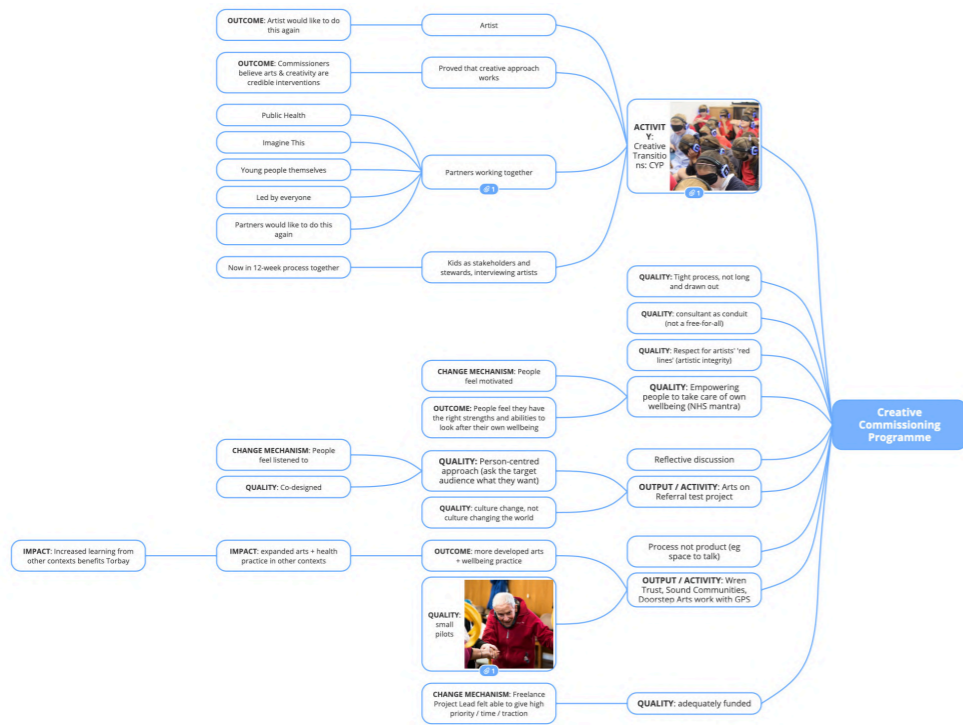 OUTCOME: Artist would like to do
this again
Artist
OUTCOME: Commissioners
believe arts & creativity are
credible interventions
Proved that creative approach
works
Public Health
Imagine This
Young people themselves
Led by everyone
Partners would like to do this
again
Partners working together
1
ACTIVIT
Y:
Creative
Transitio
ns: CYP
1
Now in 12-week process together
Kids as stakeholders and
stewards, interviewing artists
QUALITY: Tight process, not long
and drawn out
QUALITY: consultant as conduit
(not a free-for-all)
QUALITY: Respect for artists' 'red
lines' (artistic integrity)
CHANGE MECHANISM: People
feel motivated
OUTCOME: People feel they have
the right strengths and abilities to
look after their own wellbeing
QUALITY: Empowering
people to take care of own
wellbeing (NHS mantra)
Creative
Commissioning
Programme
Reflective discussion
CHANGE MECHANISM: People
feel listened to
QUALITY: Co-designed
QUALITY: Person-centred
approach (ask the target
audience what they want)
QUALITY: culture change, not
culture changing the world
OUTPUT / ACTIVITY: Arts on
Referral test project
Process not product (eg
space to talk)
IMPACT: Increased learning from
other contexts benefits Torbay
IMPACT: expanded arts + health
practice in other contexts
OUTCOME: more developed arts
+ wellbeing practice
OUTPUT / ACTIVITY: Wren
Trust, Sound Communities,
Doorstep Arts work with GPS
QUALITY:
small
pilots
1
CHANGE MECHANISM: Freelance
Project Lead felt able to give high
priority / time / traction
QUALITY: adequately funded